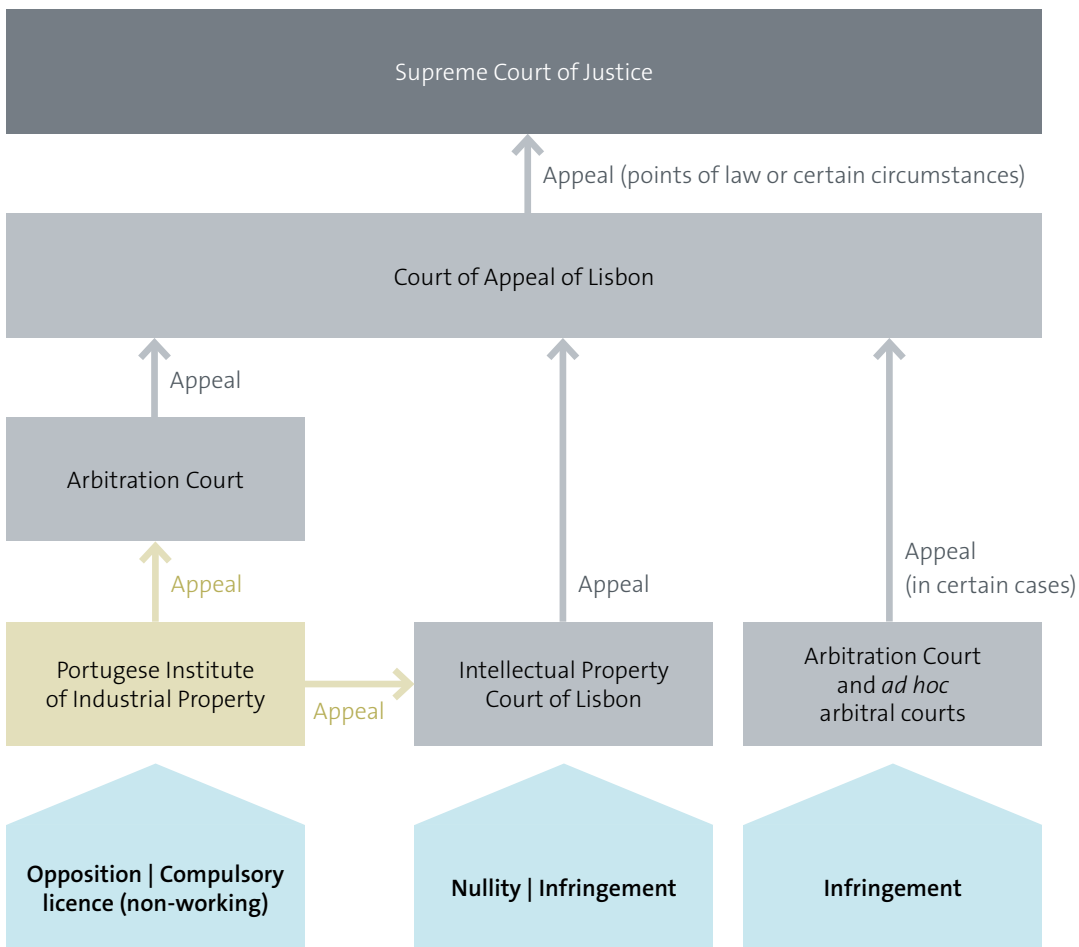 Supreme Court of Justice
Appeal (points of law or certain circumstances)
Court of Appeal of Lisbon
Appeal
Arbitration Court
Appeal
Appeal
Appeal
(in certain cases)
Portugese Institute
of Industrial Property
Appeal
Intellectual Property
Court of Lisbon
Arbitration Court
and ad hoc
arbitral courts
Opposition | Compulsory
licence (non-working)
Nullity | Infringement
Infringement